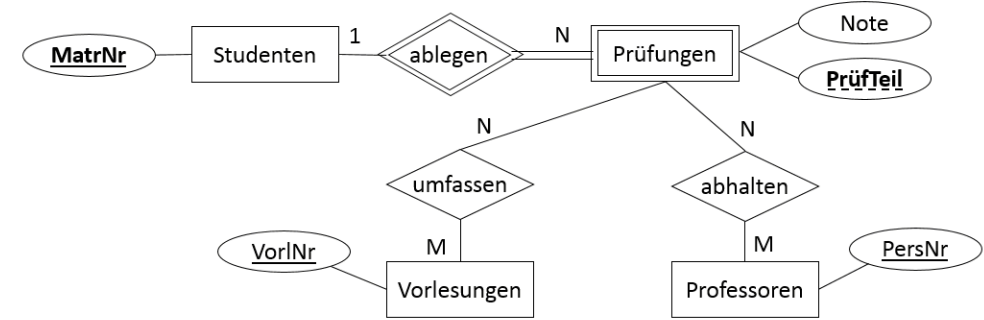 MatrNr
Studenten
1
ablegen
N
Prüfungen
Note
PrüfTeil
N
N
umfassen
abhalten
M
M
VorlNr
Vorlesungen
Professoren
PersNr